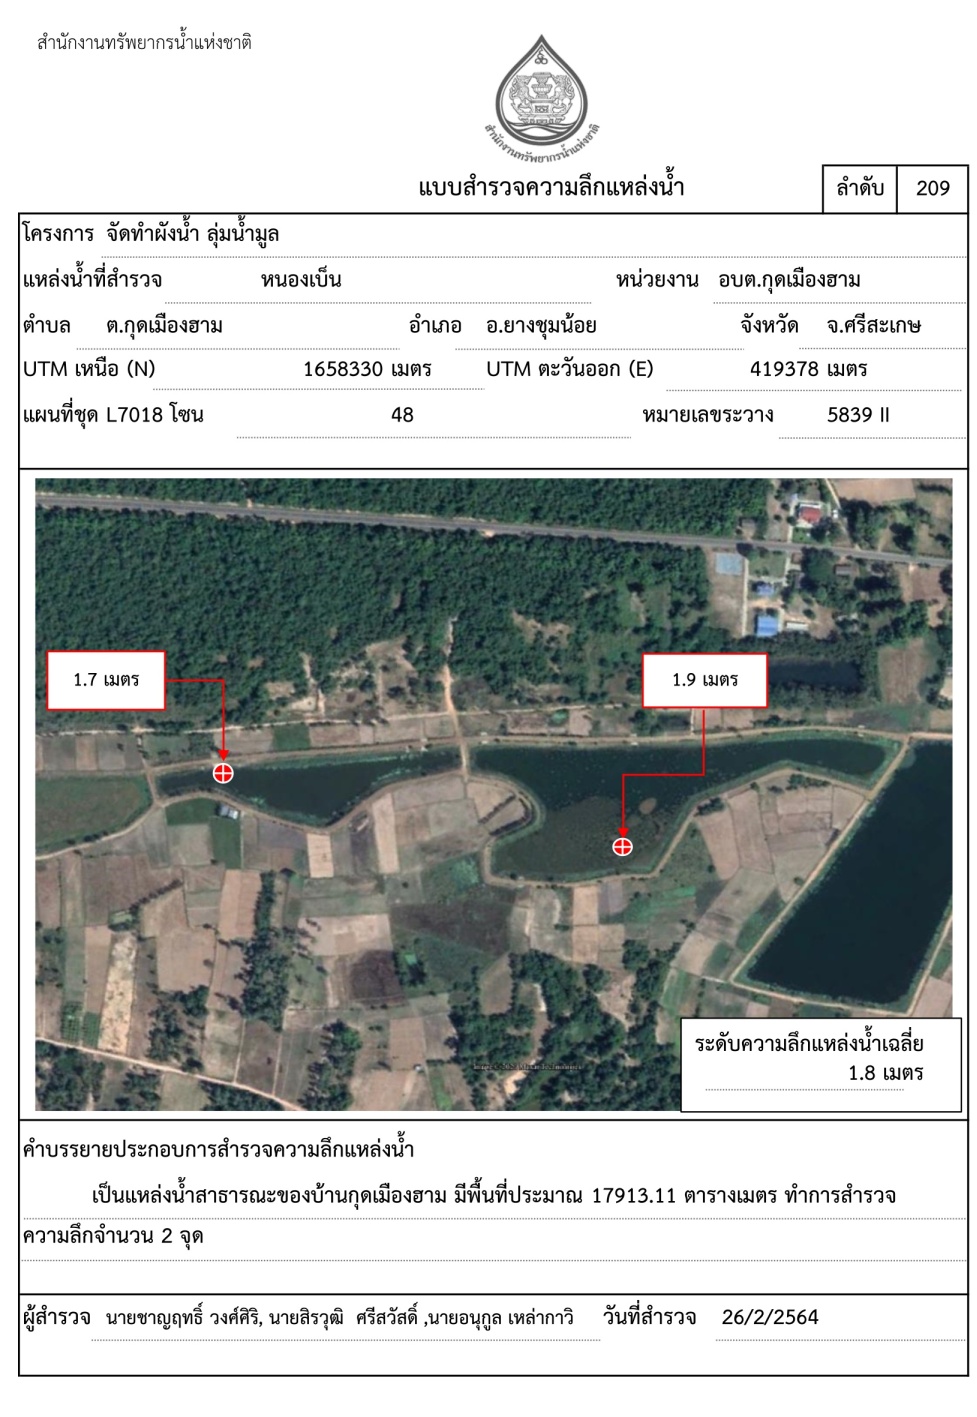 สำนักงานทรัพยากรน้ำแห่งชาติ
สำนักงานทรัพยากรน้ำแห่งชาติ
แบบสำรวจความลึกแหล่งน้ำ ลำดับ 209
โครงการ จัดทำผังน้ำ ลุ่มน้ำมูล
แหล่งน้ำที่สำรวจ หนองเบ็น หน่วยงาน อบต.กุดเมืองฮาม
ตำบล ต.กุดเมืองฮาม อำเภอ อ.ยางชุมน้อย จังหวัด จ.ศรีสะเกษ
UTM เหนือ (N) 1658330 เมตร UTM ตะวันออก (E) 419378 เมตร
แผนที่ชุด L7018 โซน 48 หมายเลขระวาง 5839 II
1.7 เมตร 1.9 เมตร
ระดับความลึกแหล่งน้ำเฉลี่ย
1.8 เมตร
คำบรรยายประกอบการสำรวจความลึกแหล่งน้ำ
เป็นแหล่งน้ำสาธารณะของบ้านกุดเมืองฮาม มีพื้นที่ประมาณ 17913.11 ตารางเมตร ทำการสำรวจ
ความลึกจำนวน 2 จุด
ผู้สำรวจ นายชาญฤทธิ์ วงศ์ศิริ, นายสิรวุฒิ ศรีสวัสดิ์ ,นายอนุกูล เหล่ากาวิ วันที่สำรวจ 26/2/2564